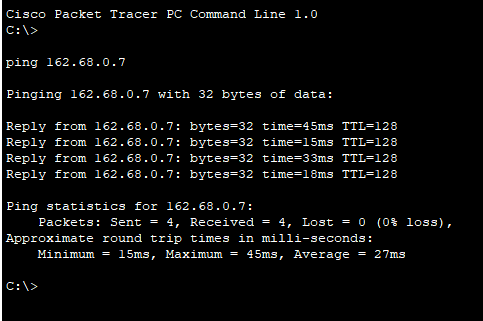 Cisco Packet Tracer PC Command Line 1.0
C:\>
ping 162.68.0.7
Pinging 162.68.0.7 with 32 bytes of data:
Reply from 162.68.0.7: bytes=32 time=45ms TTL=128
Reply from 162.68.0.7: bytes=32 time=15ms TTL=128
Reply from 162.68.0.7: bytes=32 time=33ms TTL=128
Reply from 162.68.0.7: bytes=32 time=18ms TTL=128
Ping statistics for 162.68.0.7:
    Packets: Sent = 4, Received = 4, Lost = 0 (0% loss),
Approximate round trip times in milli-seconds:
    Minimum = 15ms, Maximum = 45ms, Average = 27ms
C:\>